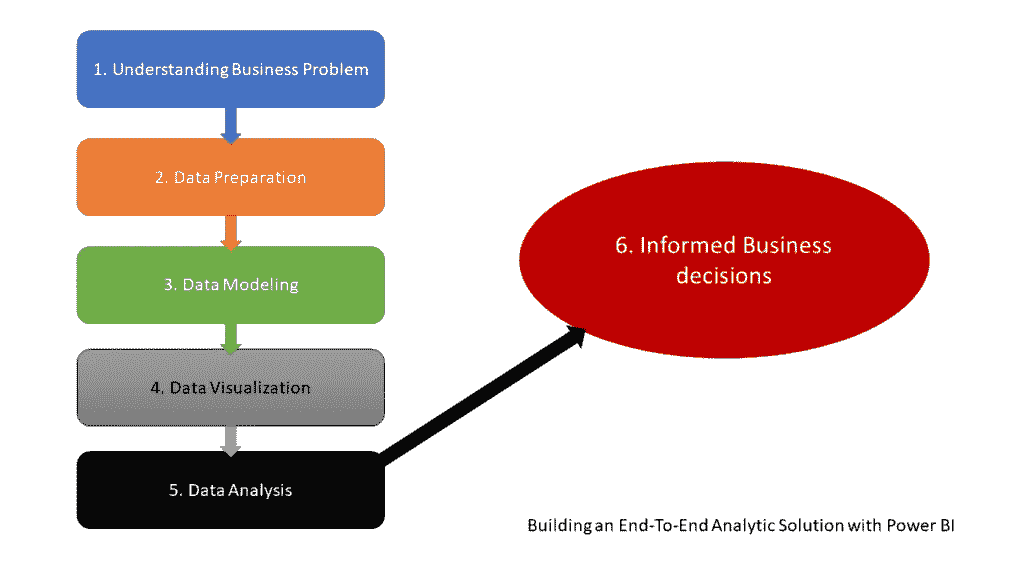 1. Understanding Business Problem
2. Data Preparation
3. Data Modeling
4. Data Visualization
5. Data Analysis
6. Informed Business
decisions
Building an End-To-End Analytic Solution with Power BI